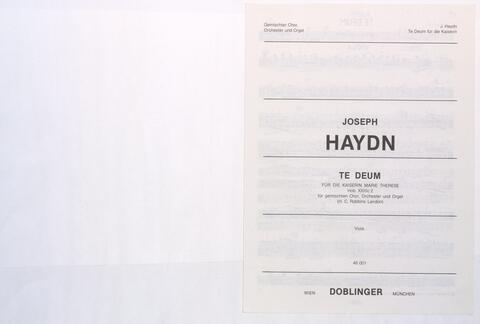 Gemischter Chor,
Orchester und Orgel
J. Haydn
Te Deum für die Kaiserin
JOSEPH
HAYDN
TE DEUM
FÜR DIE KAISERIN MARIE THERESE
Hob. XXIIIc:2
für gemischten Chor, Orchester und Orgel
(H. C. Robbins Landon)
Viola
46 001
WIEN DOBLINGER MÜNCHEN